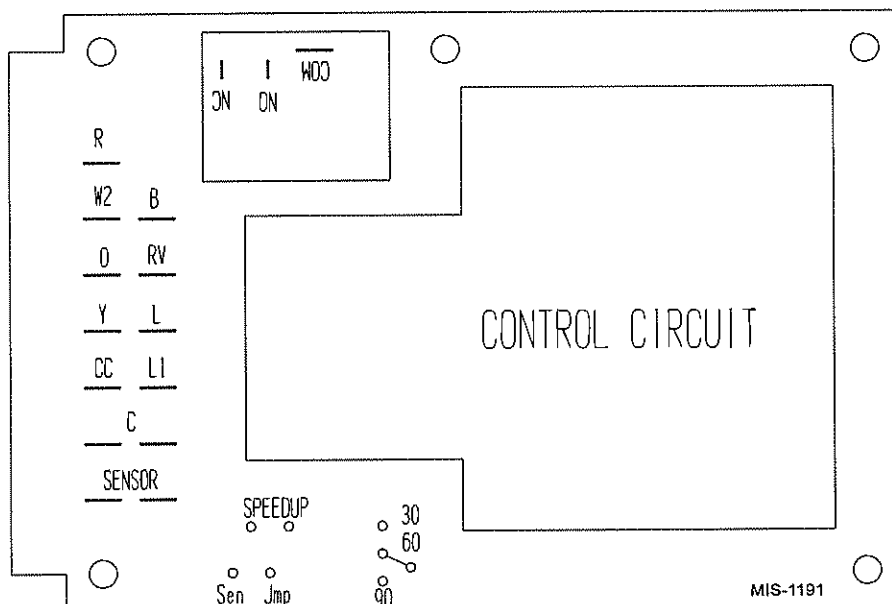 COM
NC NO
R
W2 B
O RV
Y L
CC L1
C
SENSOR
CONTROL CIRCUIT
SPEEDUP
30
60
90
Sen Jmp
MIS-1191